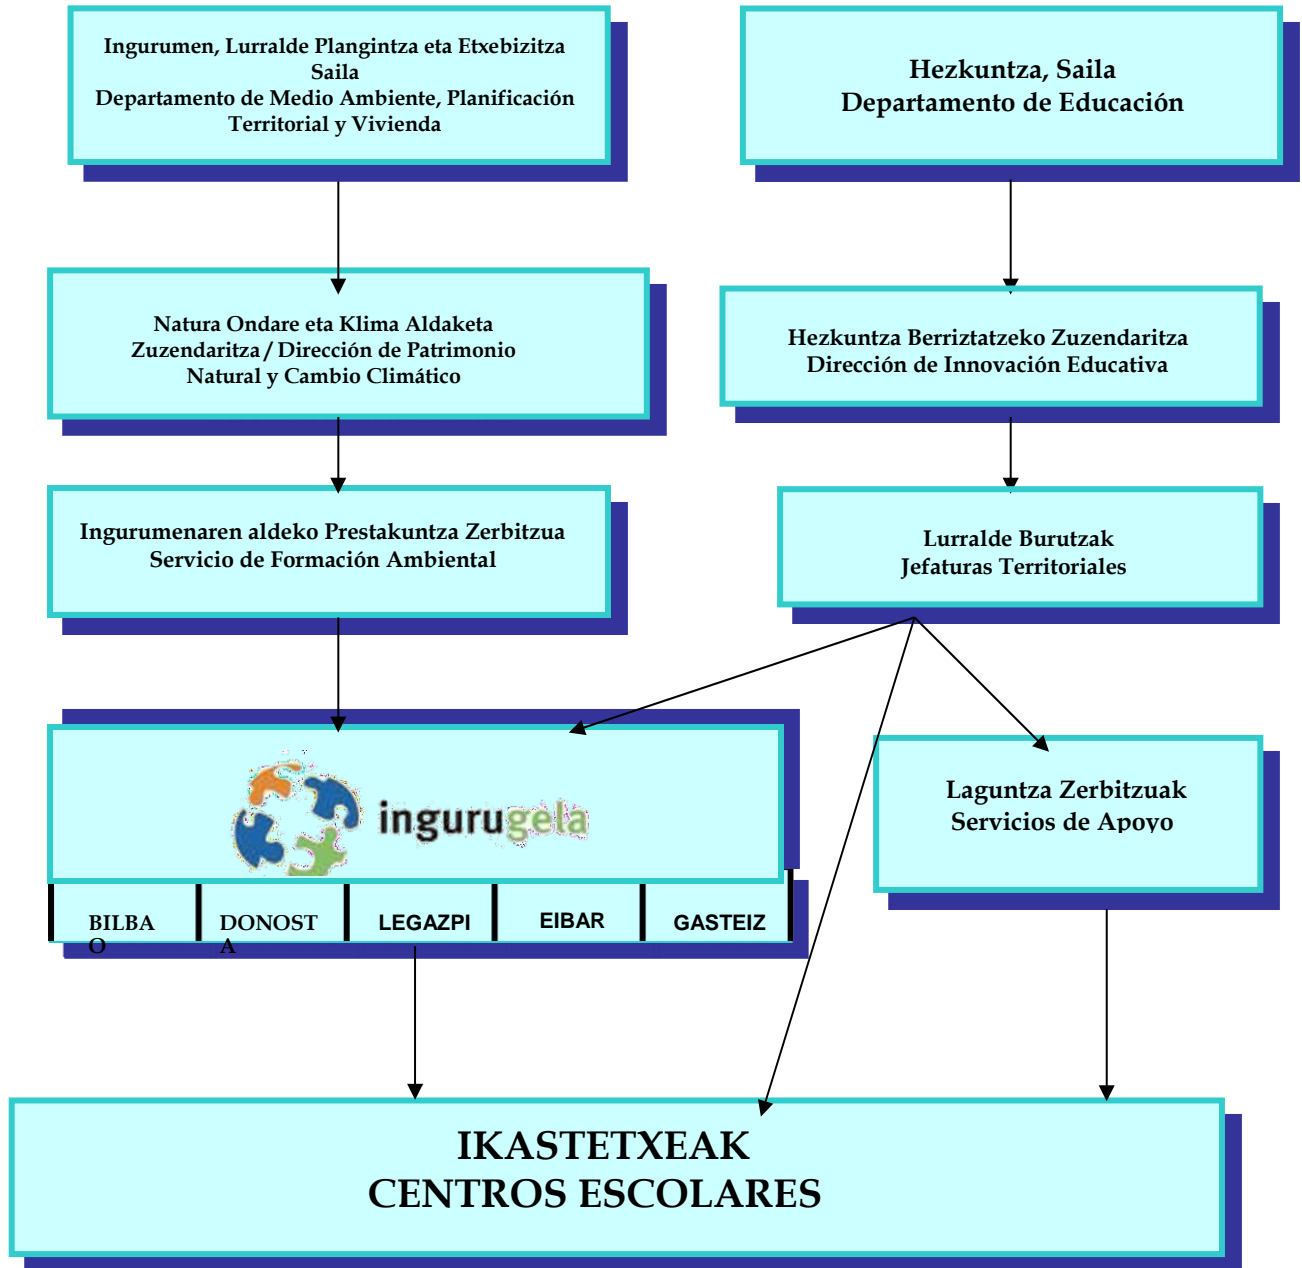 Ingurumen, Lurralde Plangintza eta Etxebizitza
Saila
Departamento de Medio Ambiente, Planificación
Territorial y Vivienda
Hezkuntza, Saila
Departamento de Educación
Natura Ondare eta Klima Aldaketa
Zuzendaritza / Dirección de Patrimonio
Natural y Cambio Climático
Hezkuntza Berriztatzeko Zuzendaritza
Dirección de Innovación Educativa
Ingurumenaren aldeko Prestakuntza Zerbitzua
Servicio de Formación Ambiental
Lurralde Burutzak
Jefaturas Territoriales
ingurugela
Laguntza Zerbitzuak
Servicios de Apoyo
BILBA
O
DONOST
A
LEGAZPI
EIBAR
GASTEIZ
IKASTETXEAK
CENTROS ESCOLARES